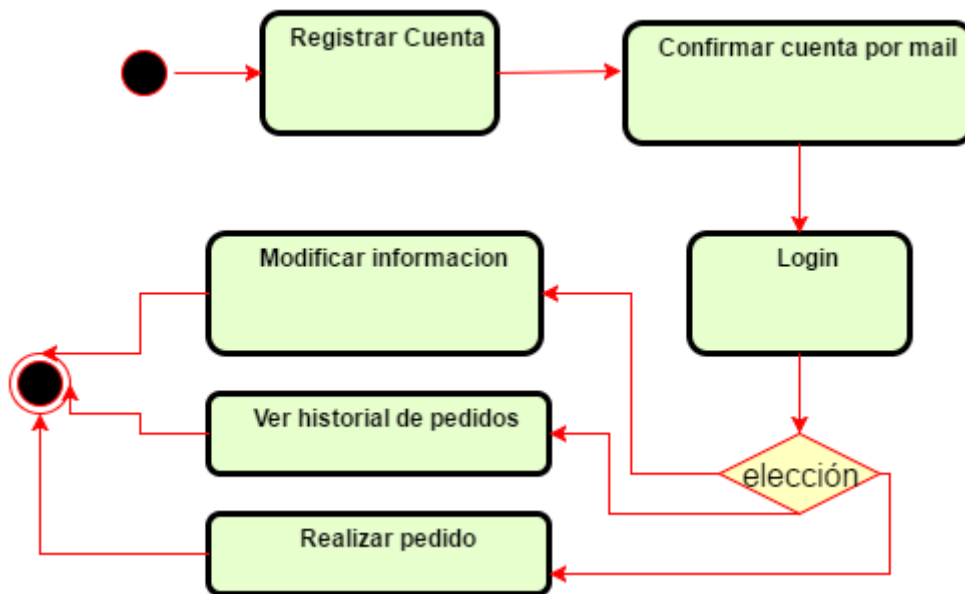 Registrar Cuenta
Confirmar cuenta por mail
Modificar informacion
Login
Ver historial de pedidos
elección
Realizar pedido